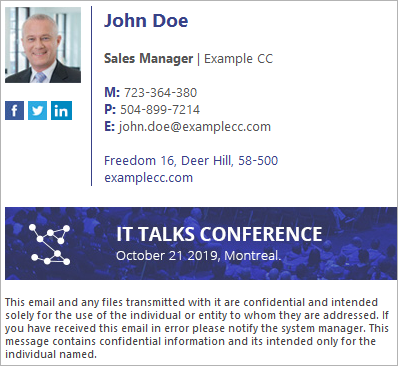 John Doe
Sales Manager | Example CC
M: 723-364-380
P: 504-899-7214
E: john.doe@examplecc.com
Freedom 16, Deer Hill, 58-500
examplecc.com
IT TALKS CONFERENCE
October 21 2019, Montreal.
This email and any files transmitted with it are confidential and intended
solely for the use of the individual or entity to whom they are addressed. If
you have received this email in error please notify the system manager. This
message contains confidential information and its intended only for the
individual named.